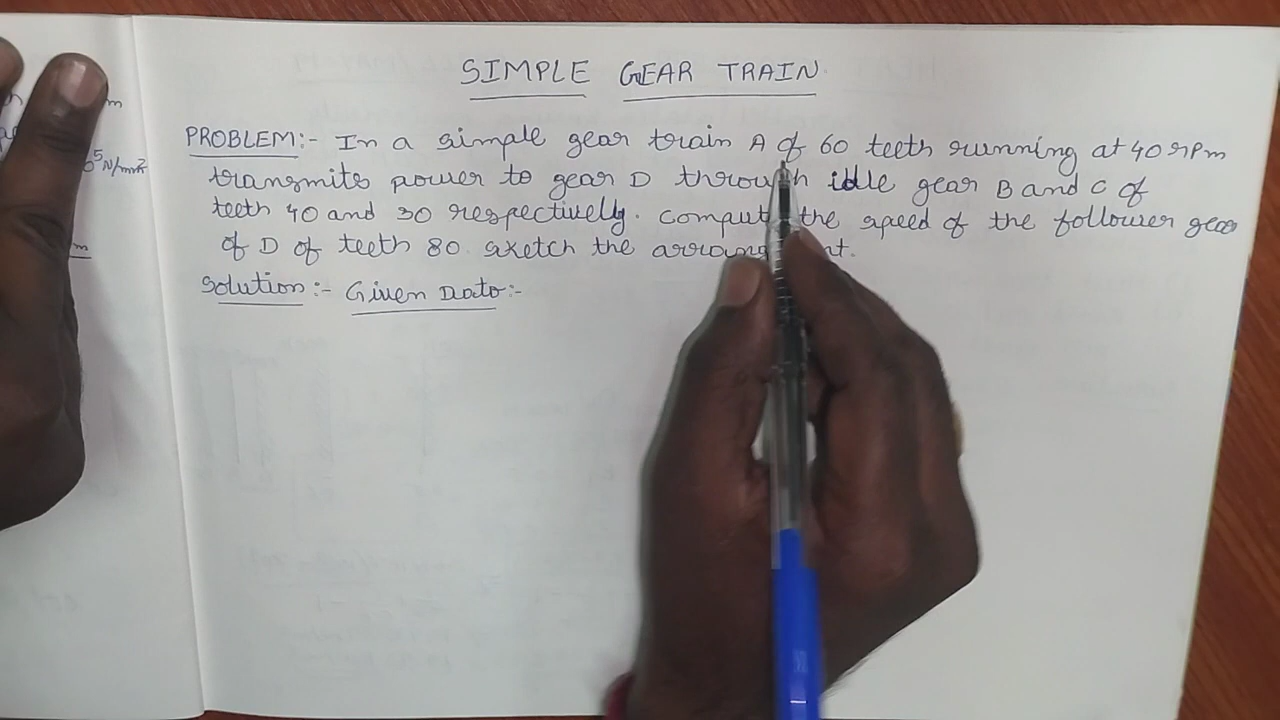 SIMPLE GEAR TRAIN.
PROBLEM:- In a simple gear train A of 60 teeth running at 40 rpm
transmits power to gear D through idle gear B and C of
teeth 40 and 30 respectively. Compute the speed of the follower gear
of D of teeth 80. sketch the
Solution:- Given Data:-
m
5 N/mm²
m